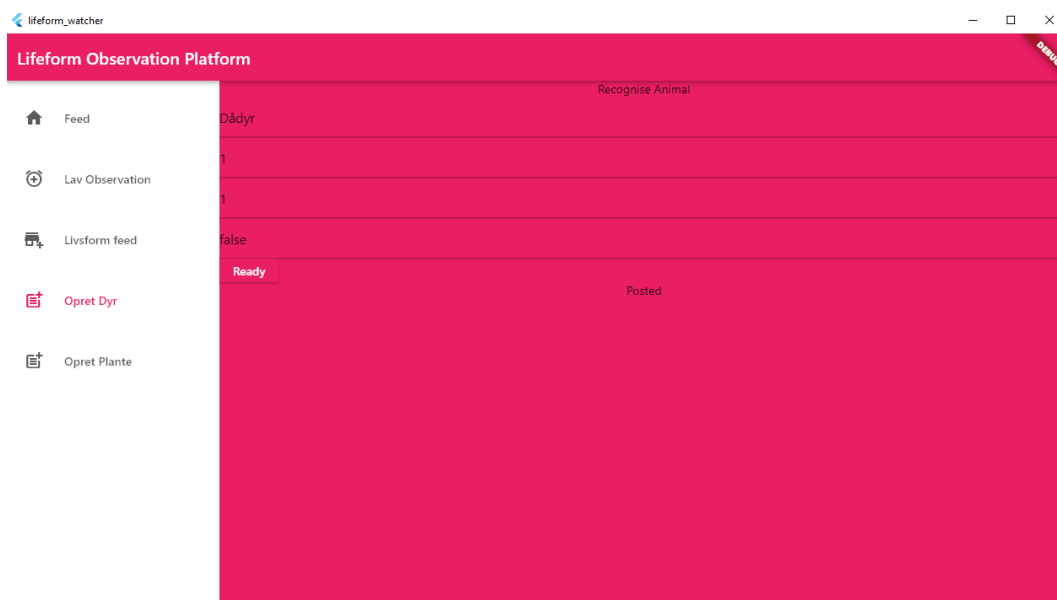 lifeform_watcher
Lifeform Observation Platform
DEBUG
Feed
Lav Observation
Livsform feed
Opret Dyr
Opret Plante
Recognise Animal
Dådyr
1
1
false
Ready
Posted